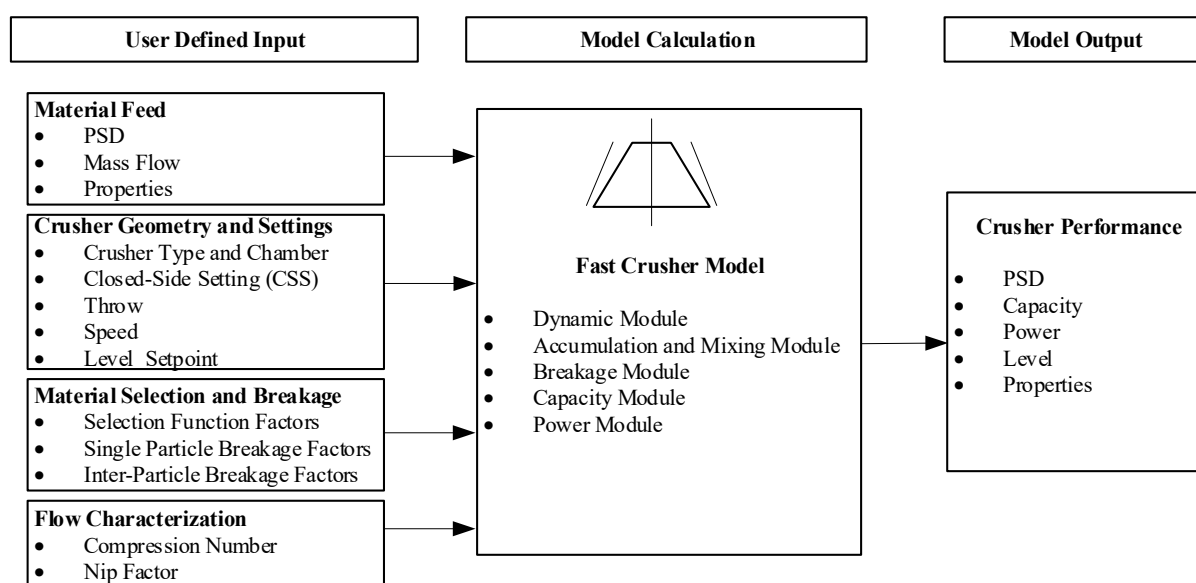 User Defined Input
Model Calculation
Model Output
Material Feed
• PSD
• Mass Flow
• Properties
Crusher Geometry and Settings
• Crusher Type and Chamber
• Closed-Side Setting (CSS)
• Throw
• Speed
• Level Setpoint
Material Selection and Breakage
• Selection Function Factors
• Single Particle Breakage Factors
• Inter-Particle Breakage Factors
Flow Characterization
• Compression Number
• Nip Factor
Fast Crusher Model
• Dynamic Module
• Accumulation and Mixing Module
• Breakage Module
• Capacity Module
• Power Module
Crusher Performance
• PSD
• Capacity
• Power
• Level
• Properties